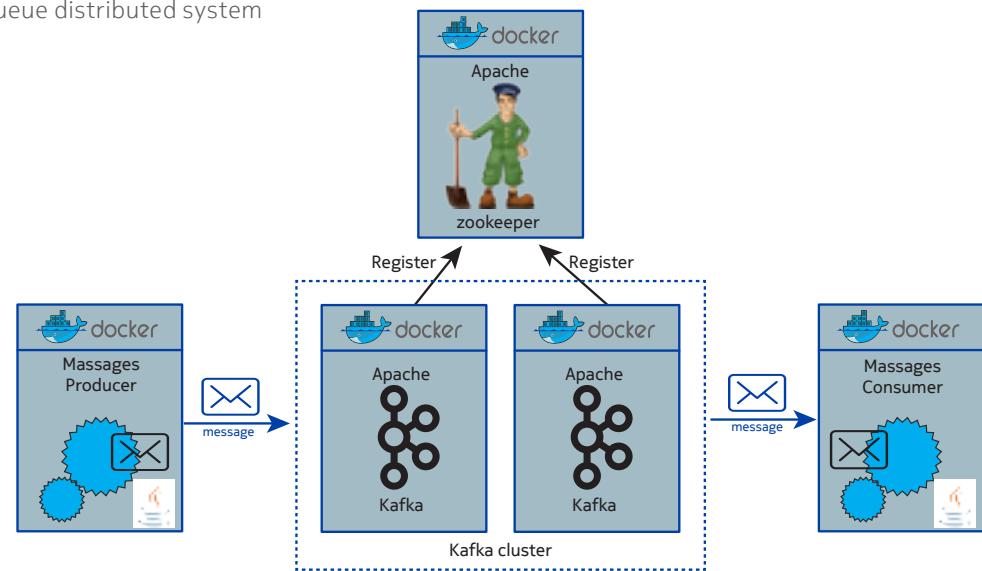 ueue distributed system
docker
Apache
zookeeper
Register
Register
docker
Massages
Producer
message
docker
Apache
Kafka
docker
Apache
Kafka
Kafka cluster
message
docker
Massages
Consumer